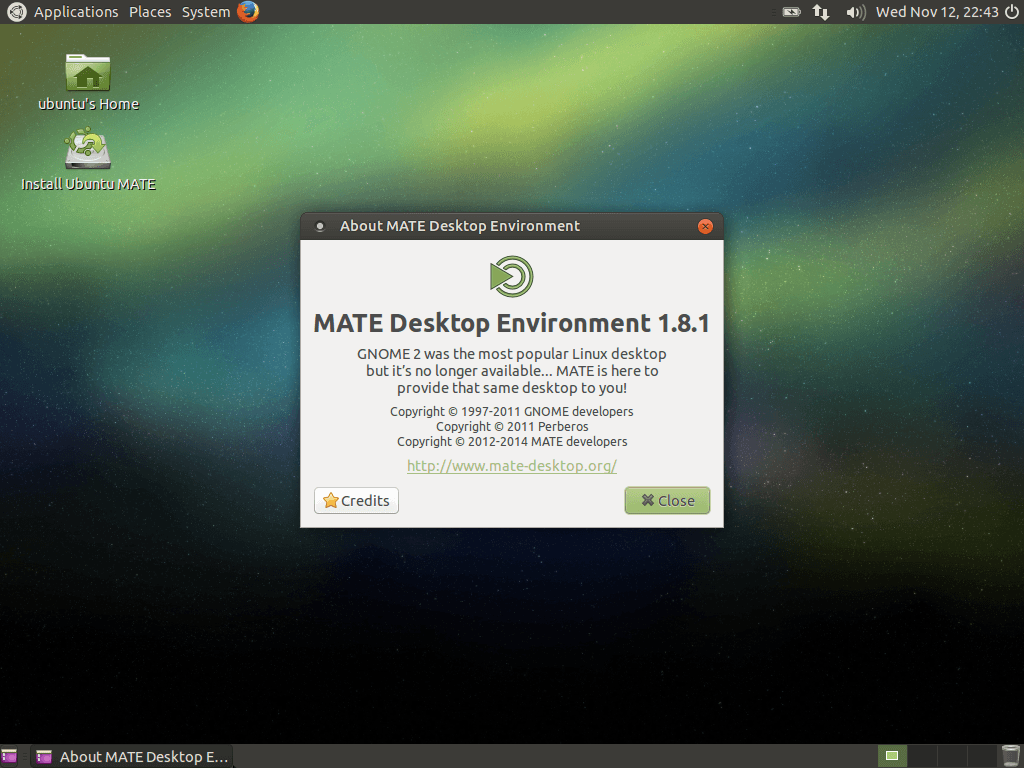 Applications Places System
Wed Nov 12, 22:43
ubuntu's Home
Install Ubuntu MATE
About MATE Desktop Environment
MATE Desktop Environment 1.8.1
GNOME 2 was the most popular Linux desktop
but it's no longer available... MATE is here to
provide that same desktop to you!
Copyright © 1997-2011 GNOME developers
Copyright © 2011 Perberos
Copyright © 2012-2014 MATE developers
http://www.mate-desktop.org/
Credits
Close
About MATE Desktop E...